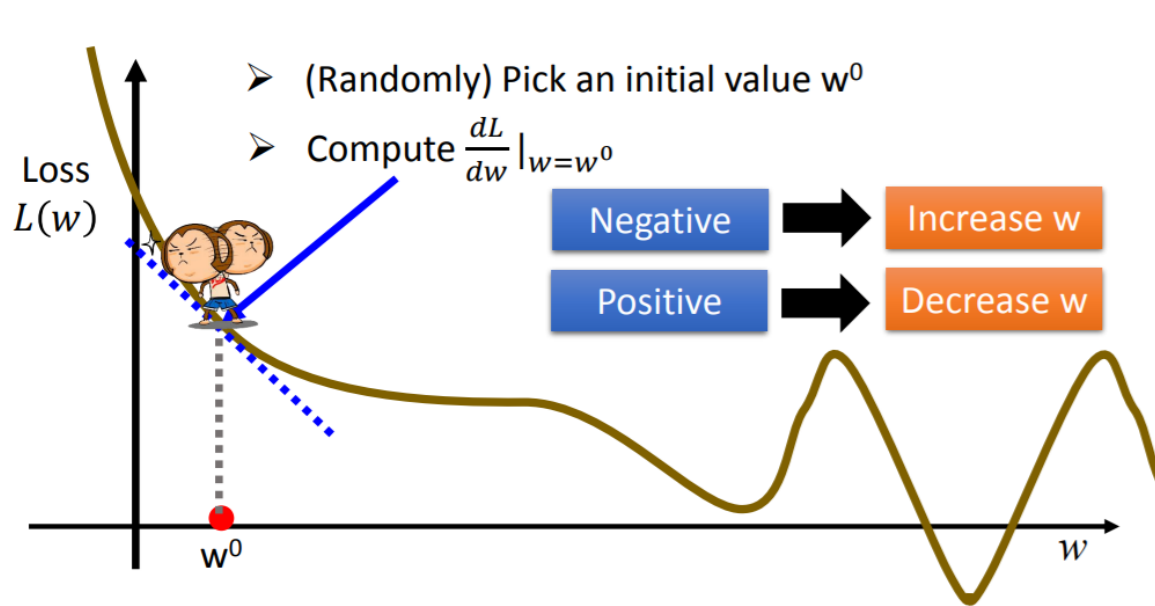 ➢ (Randomly) Pick an initial value w⁰
➢ Compute dL/dw |w=w⁰
Loss
L(w)
Negative
Increase w
Positive
Decrease w
w⁰
w